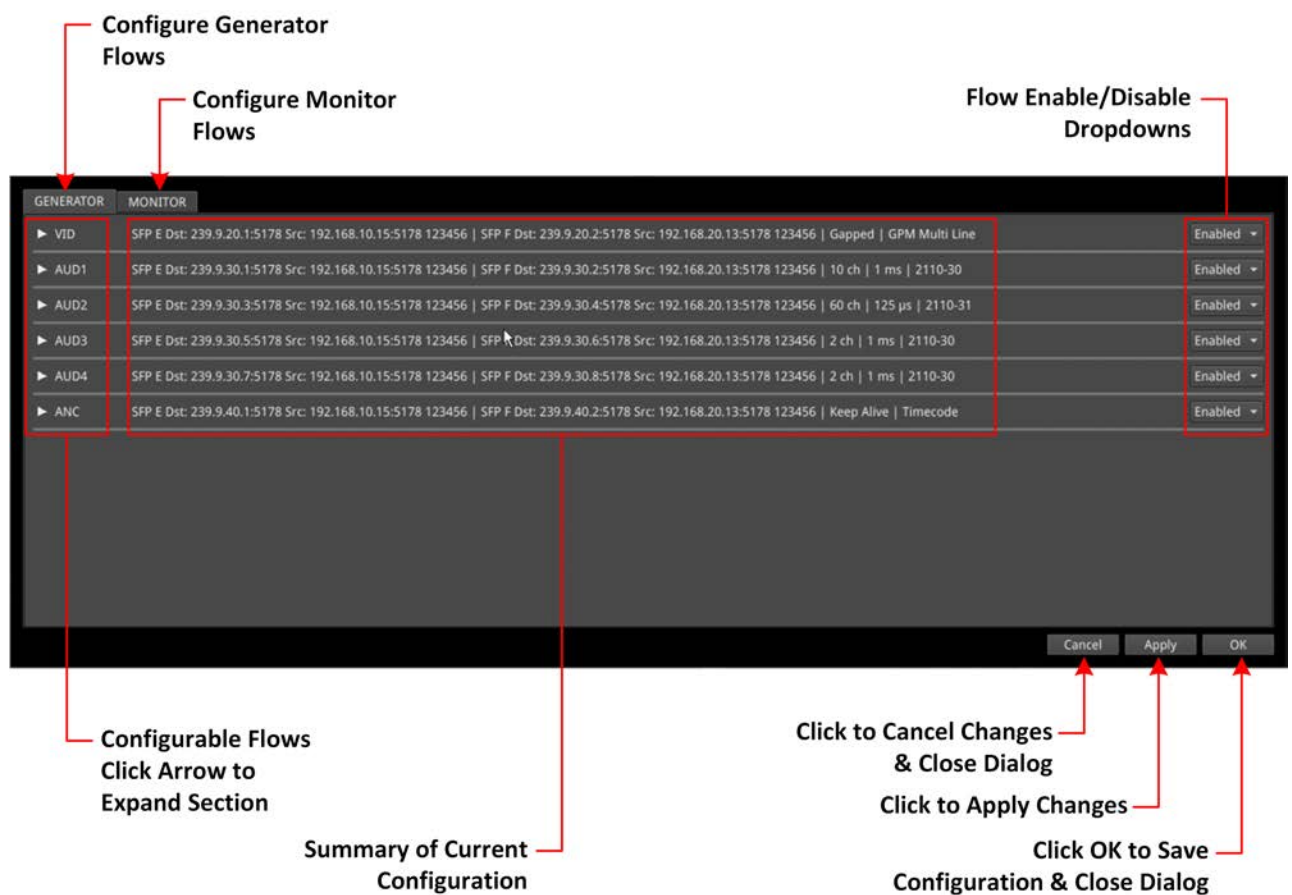 Configure Generator
Flows
Configure Monitor
Flows
Flow Enable/Disable
Dropdowns
GENERATOR MONITOR
VID SFP E Dst: 239.9.20.1:5178 Src: 192.168.10.15:5178 123456 | SFP F Dst: 239.9.20.2:5178 Src: 192.168.20.13:5178 123456 | Gapped | GPM Multi Line Enabled
AUD1 SFP E Dst: 239.9.30.1:5178 Src: 192.168.10.15:5178 123456 | SFP F Dst: 239.9.30.2:5178 Src: 192.168.20.13:5178 123456 | 10 ch | 1 ms | 2110-30 Enabled
AUD2 SFP E Dst: 239.9.30.3:5178 Src: 192.168.10.15:5178 123456 | SFP F Dst: 239.9.30.4:5178 Src: 192.168.20.13:5178 123456 | 60 ch | 125 µs | 2110-31 Enabled
AUD3 SFP E Dst: 239.9.30.5:5178 Src: 192.168.10.15:5178 123456 | SFP Dst: 239.9.30.6:5178 Src: 192.168.20.13:5178 123456 | 2 ch | 1 ms | 2110-30 Enabled
AUD4 SFP E Dst: 239.9.30.7:5178 Src: 192.168.10.15:5178 123456 | SFP F Dst: 239.9.30.8:5178 Src: 192.168.20.13:5178 123456 | 2 ch | 1 ms | 2110-30 Enabled
ANC SFP E Dst: 239.9.40.1:5178 Src: 192.168.10.15:5178 123456 | SFP F Dst: 239.9.40.2:5178 Src: 192.168.20.13:5178 123456 | Keep Alive | Timecode Enabled
Cancel Apply OK
Configurable Flows
Click Arrow to
Expand Section
Summary of Current
Configuration
Click to Cancel Changes
& Close Dialog
Click to Apply Changes
Click OK to Save
Configuration & Close Dialog